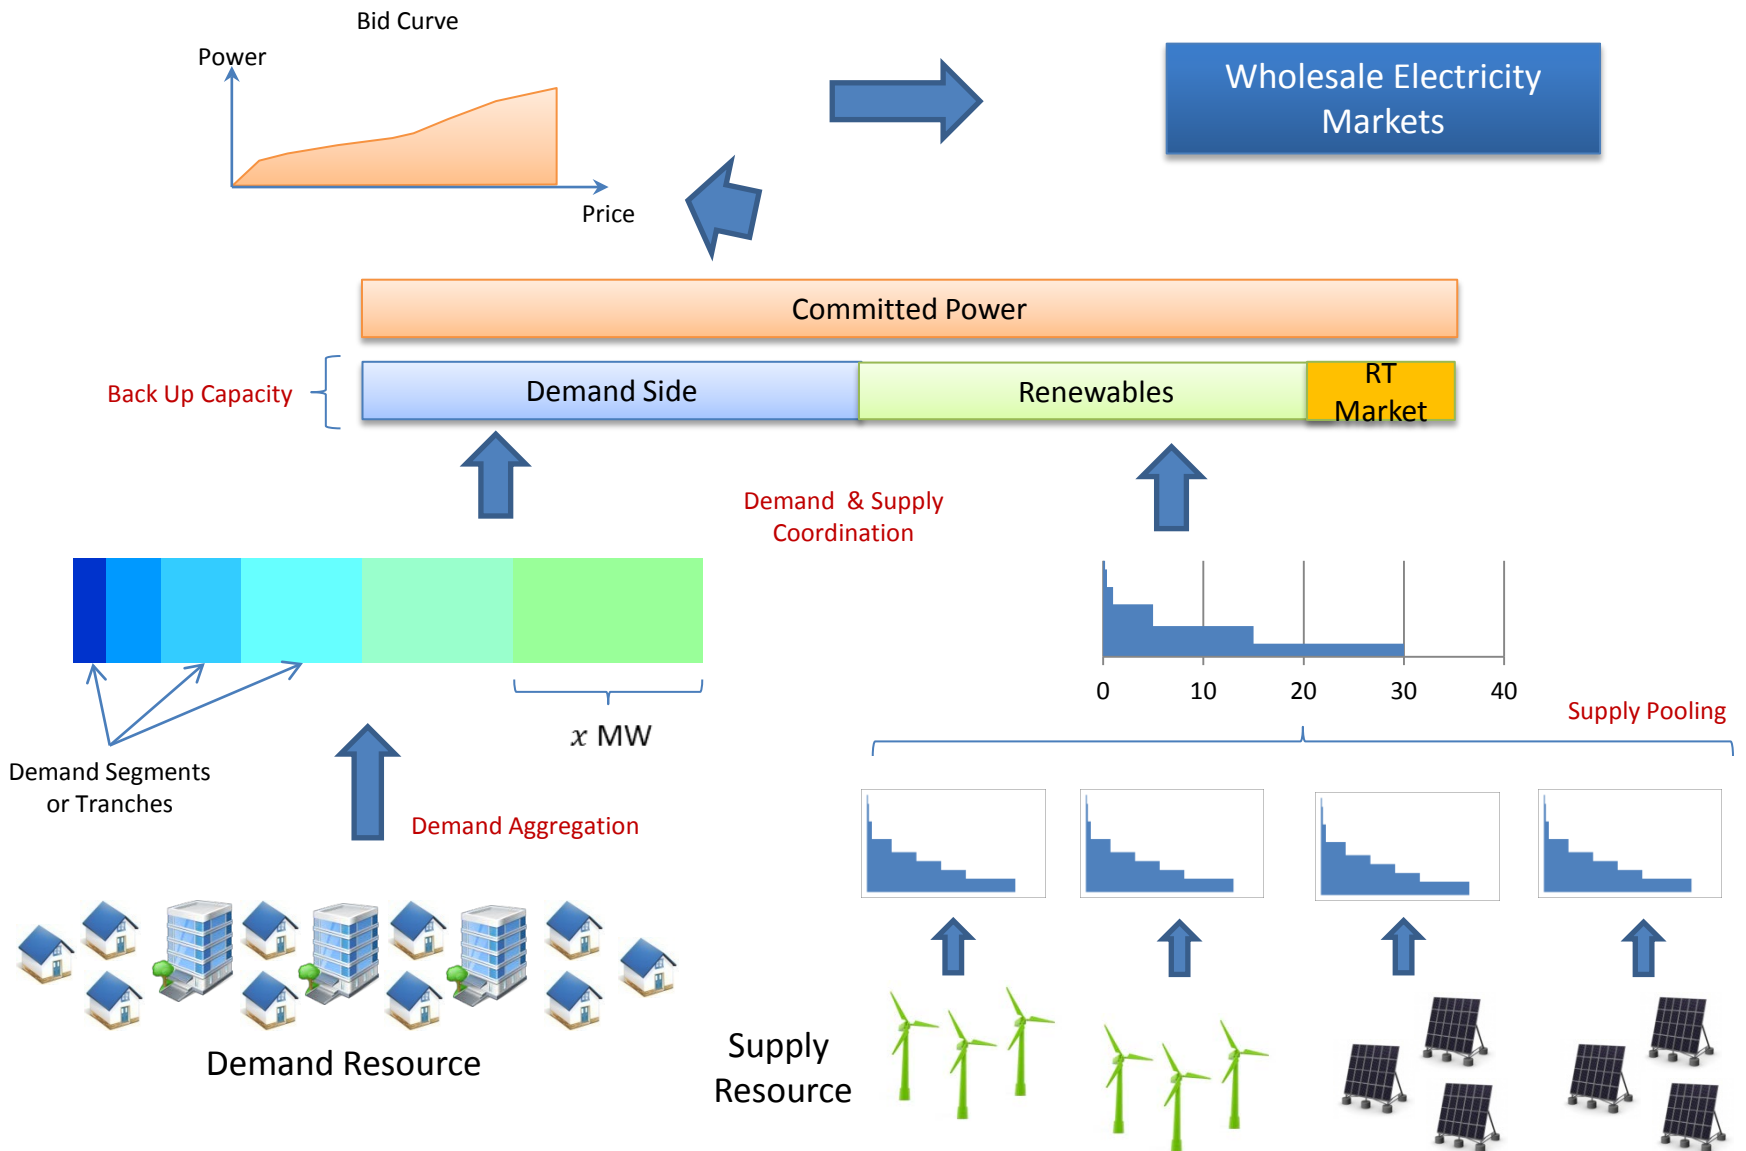 Bid Curve
Power
Wholesale Electricity
Markets
Price
Committed Power
Back Up Capacity
Demand Side
Renewables
RT
Market
Demand & Supply
Coordination
0 10 20 30 40
Supply Pooling
x MW
Demand Segments
or Tranches
Demand Aggregation
Demand Resource
Supply
Resource